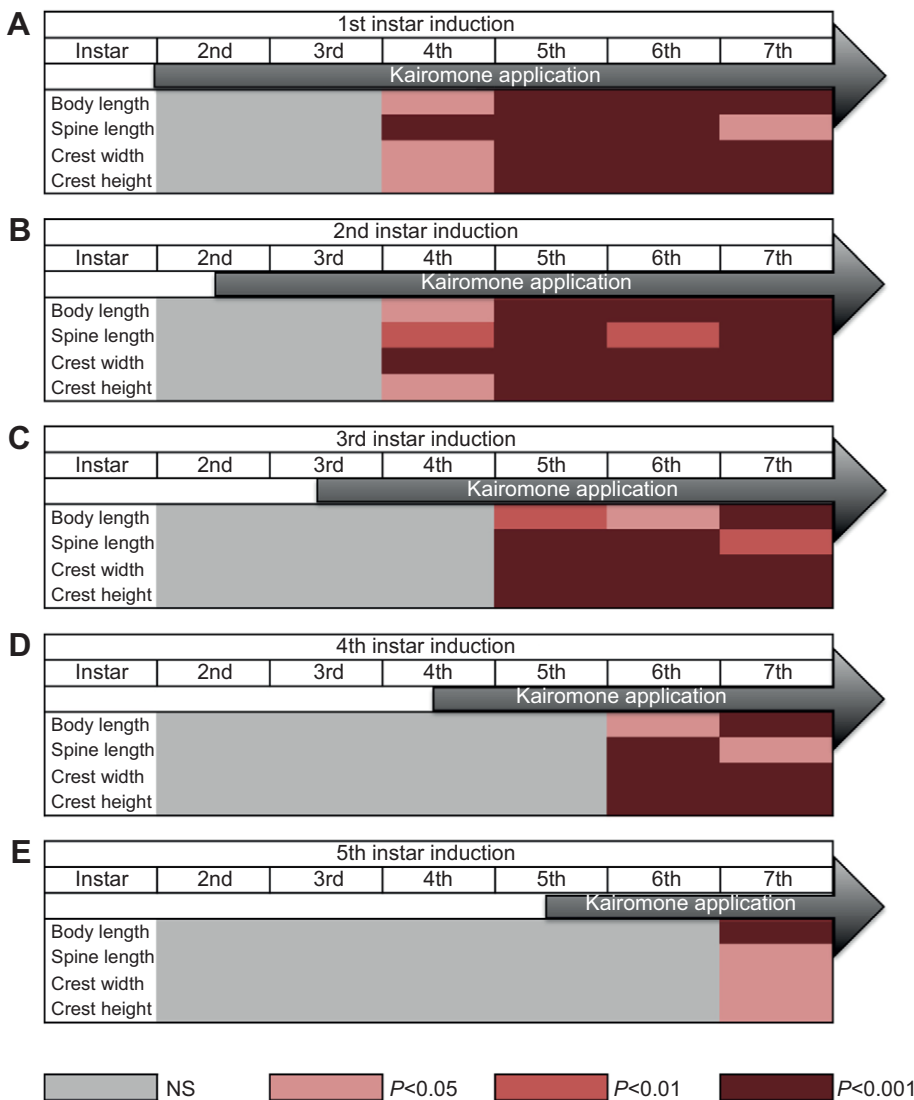 A
1st instar induction
Instar 2nd 3rd 4th 5th 6th 7th
Kairomone application
Body length
Spine length
Crest width
Crest height
B
2nd instar induction
Instar 2nd 3rd 4th 5th 6th 7th
Kairomone application
Body length
Spine length
Crest width
Crest height
C
3rd instar induction
Instar 2nd 3rd 4th 5th 6th 7th
Kairomone application
Body length
Spine length
Crest width
Crest height
D
4th instar induction
Instar 2nd 3rd 4th 5th 6th 7th
Kairomone application
Body length
Spine length
Crest width
Crest height
E
5th instar induction
Instar 2nd 3rd 4th 5th 6th 7th
Kairomone application
Body length
Spine length
Crest width
Crest height
NS P<0.05 P<0.01 P<0.001